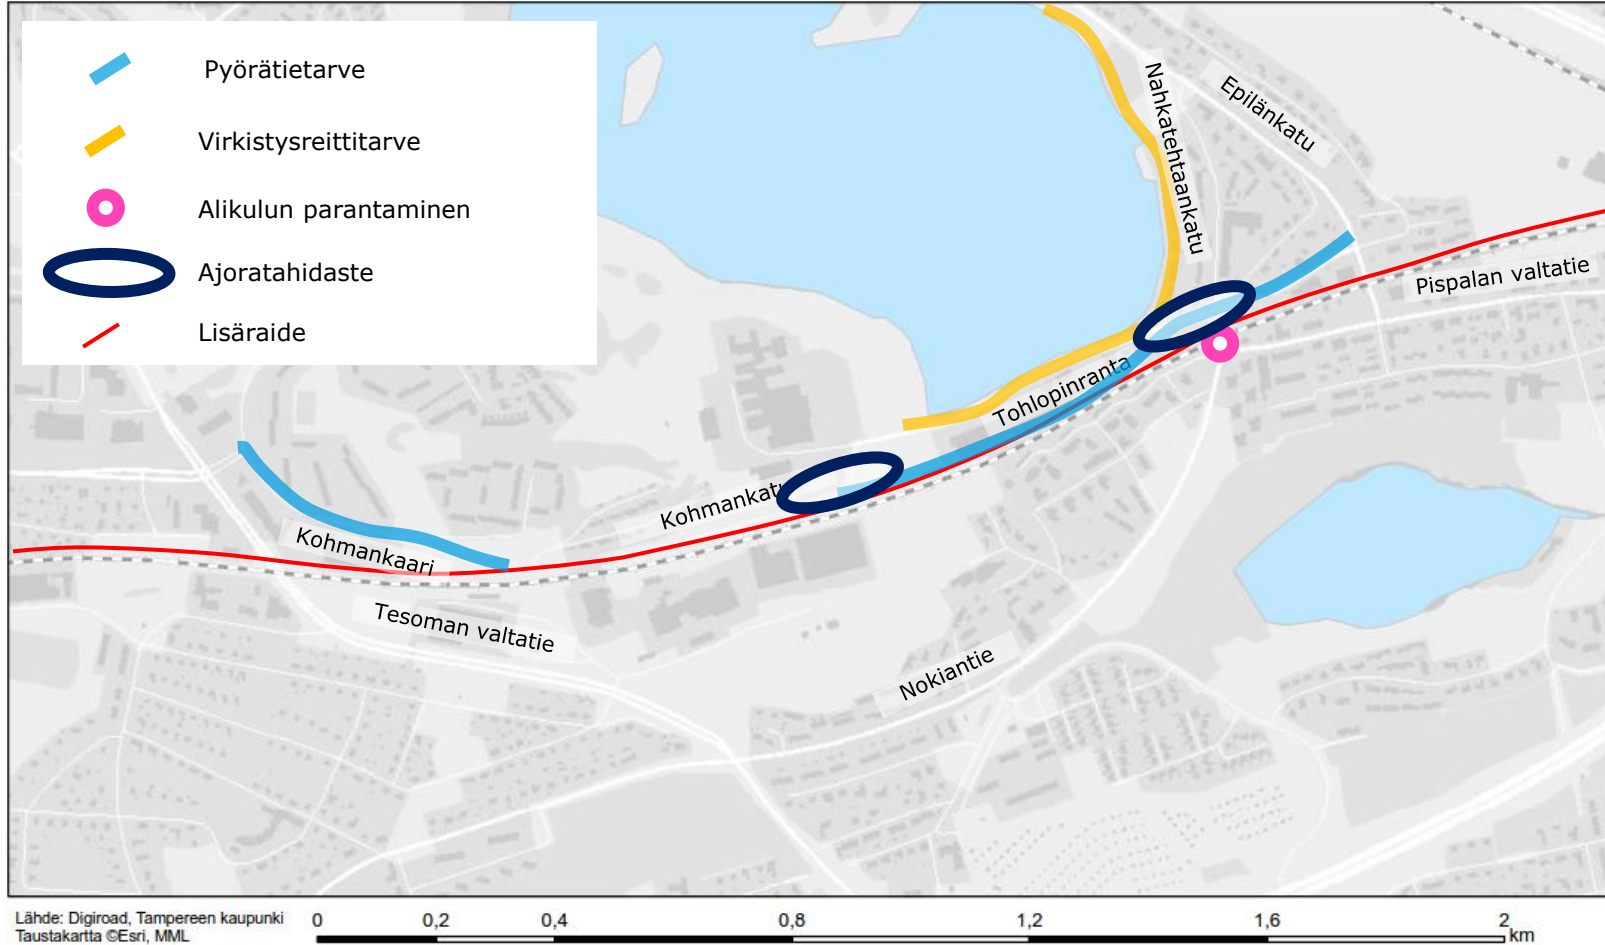 Pyörätietarve
Virkistysreittitarve
Alikulun parantaminen
Ajoratahidaste
Lisäraide
Nahkatehtaankatu
Epilänkatu
Pispalan valtatie
Tohlopinranta
Kohmankatu
Kohmankaari
Tesoman valtatie
Nokiantie
Lähde: Digiroad, Tampereen kaupunki
Taustakartta ©Esri, MML
0 0,2 0,4 0,8 1,2 1,6 2
km